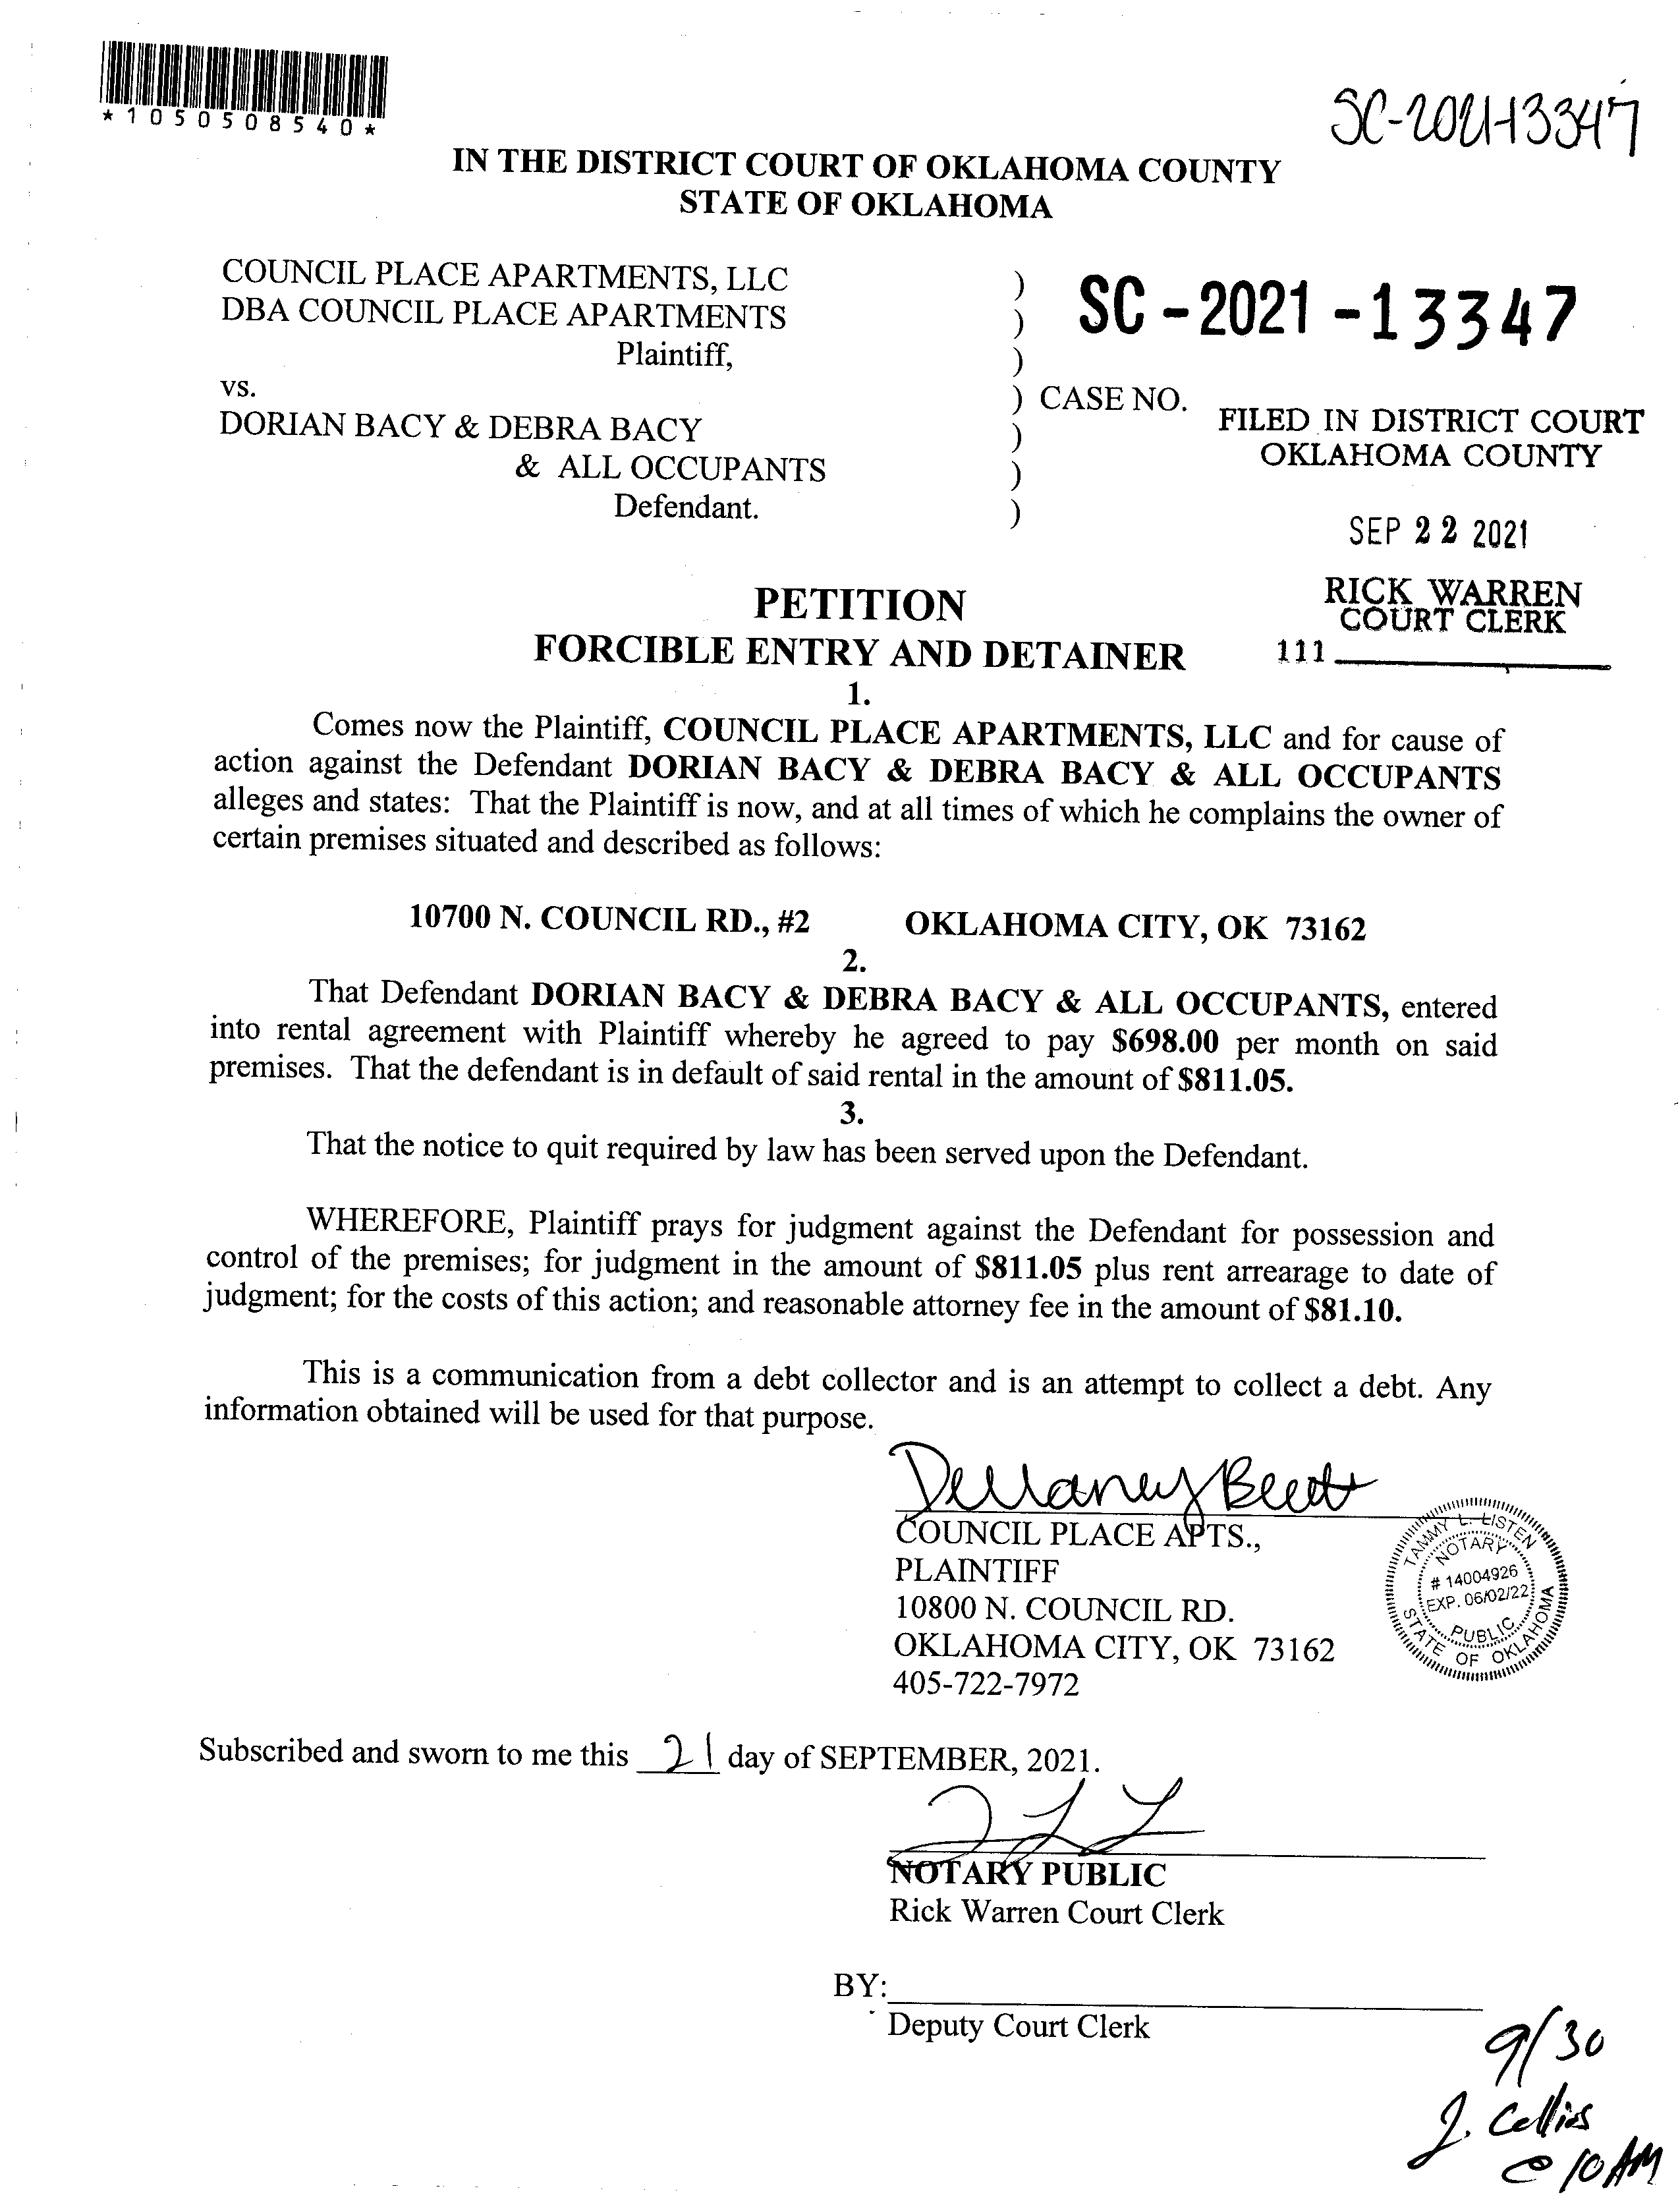 *1050508540*
SC-2021-13347
IN THE DISTRICT COURT OF OKLAHOMA COUNTY
STATE OF OKLAHOMA
COUNCIL PLACE APARTMENTS, LLC )
DBA COUNCIL PLACE APARTMENTS )
Plaintiff, )
SC - 2021 - 13347
vs. ) CASE NO.
DORIAN BACY & DEBRA BACY )
& ALL OCCUPANTS )
Defendant. )
FILED IN DISTRICT COURT
OKLAHOMA COUNTY
SEP 22 2021
RICK WARREN
COURT CLERK
111
PETITION
FORCIBLE ENTRY AND DETAINER
1.
Comes now the Plaintiff, COUNCIL PLACE APARTMENTS, LLC and for cause of
action against the Defendant DORIAN BACY & DEBRA BACY & ALL OCCUPANTS
alleges and states: That the Plaintiff is now, and at all times of which he complains the owner of
certain premises situated and described as follows:
10700 N. COUNCIL RD., #2 OKLAHOMA CITY, OK 73162
2.
That Defendant DORIAN BACY & DEBRA BACY & ALL OCCUPANTS, entered
into rental agreement with Plaintiff whereby he agreed to pay $698.00 per month on said
premises. That the defendant is in default of said rental in the amount of $811.05.
3.
That the notice to quit required by law has been served upon the Defendant.
WHEREFORE, Plaintiff prays for judgment against the Defendant for possession and
control of the premises; for judgment in the amount of $811.05 plus rent arrearage to date of
judgment; for the costs of this action; and reasonable attorney fee in the amount of $81.10.
This is a communication from a debt collector and is an attempt to collect a debt. Any
information obtained will be used for that purpose.
COUNCIL PLACE APTS.,
PLAINTIFF
10800 N. COUNCIL RD.
OKLAHOMA CITY, OK 73162
405-722-7972
TAMMY L. LISTEN
NOTARY
# 14004926
EXP. 06/02/22
PUBLIC
STATE OF OKLAHOMA
Subscribed and sworn to me this 21 day of SEPTEMBER, 2021.
NOTARY PUBLIC
Rick Warren Court Clerk
BY:
Deputy Court Clerk
9/30
J.
@ 10 AM